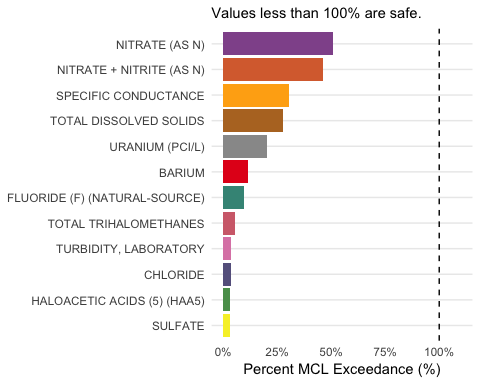 Values less than 100% are safe.
NITRATE (AS N)
NITRATE + NITRITE (AS N)
SPECIFIC CONDUCTANCE
TOTAL DISSOLVED SOLIDS
URANIUM (PCI/L)
BARIUM
FLUORIDE (F) (NATURAL-SOURCE)
TOTAL TRIHALOMETHANES
TURBIDITY, LABORATORY
CHLORIDE
HALOACETIC ACIDS (5) (HAA5)
SULFATE
0% 25% 50% 75% 100%
Percent MCL Exceedance (%)